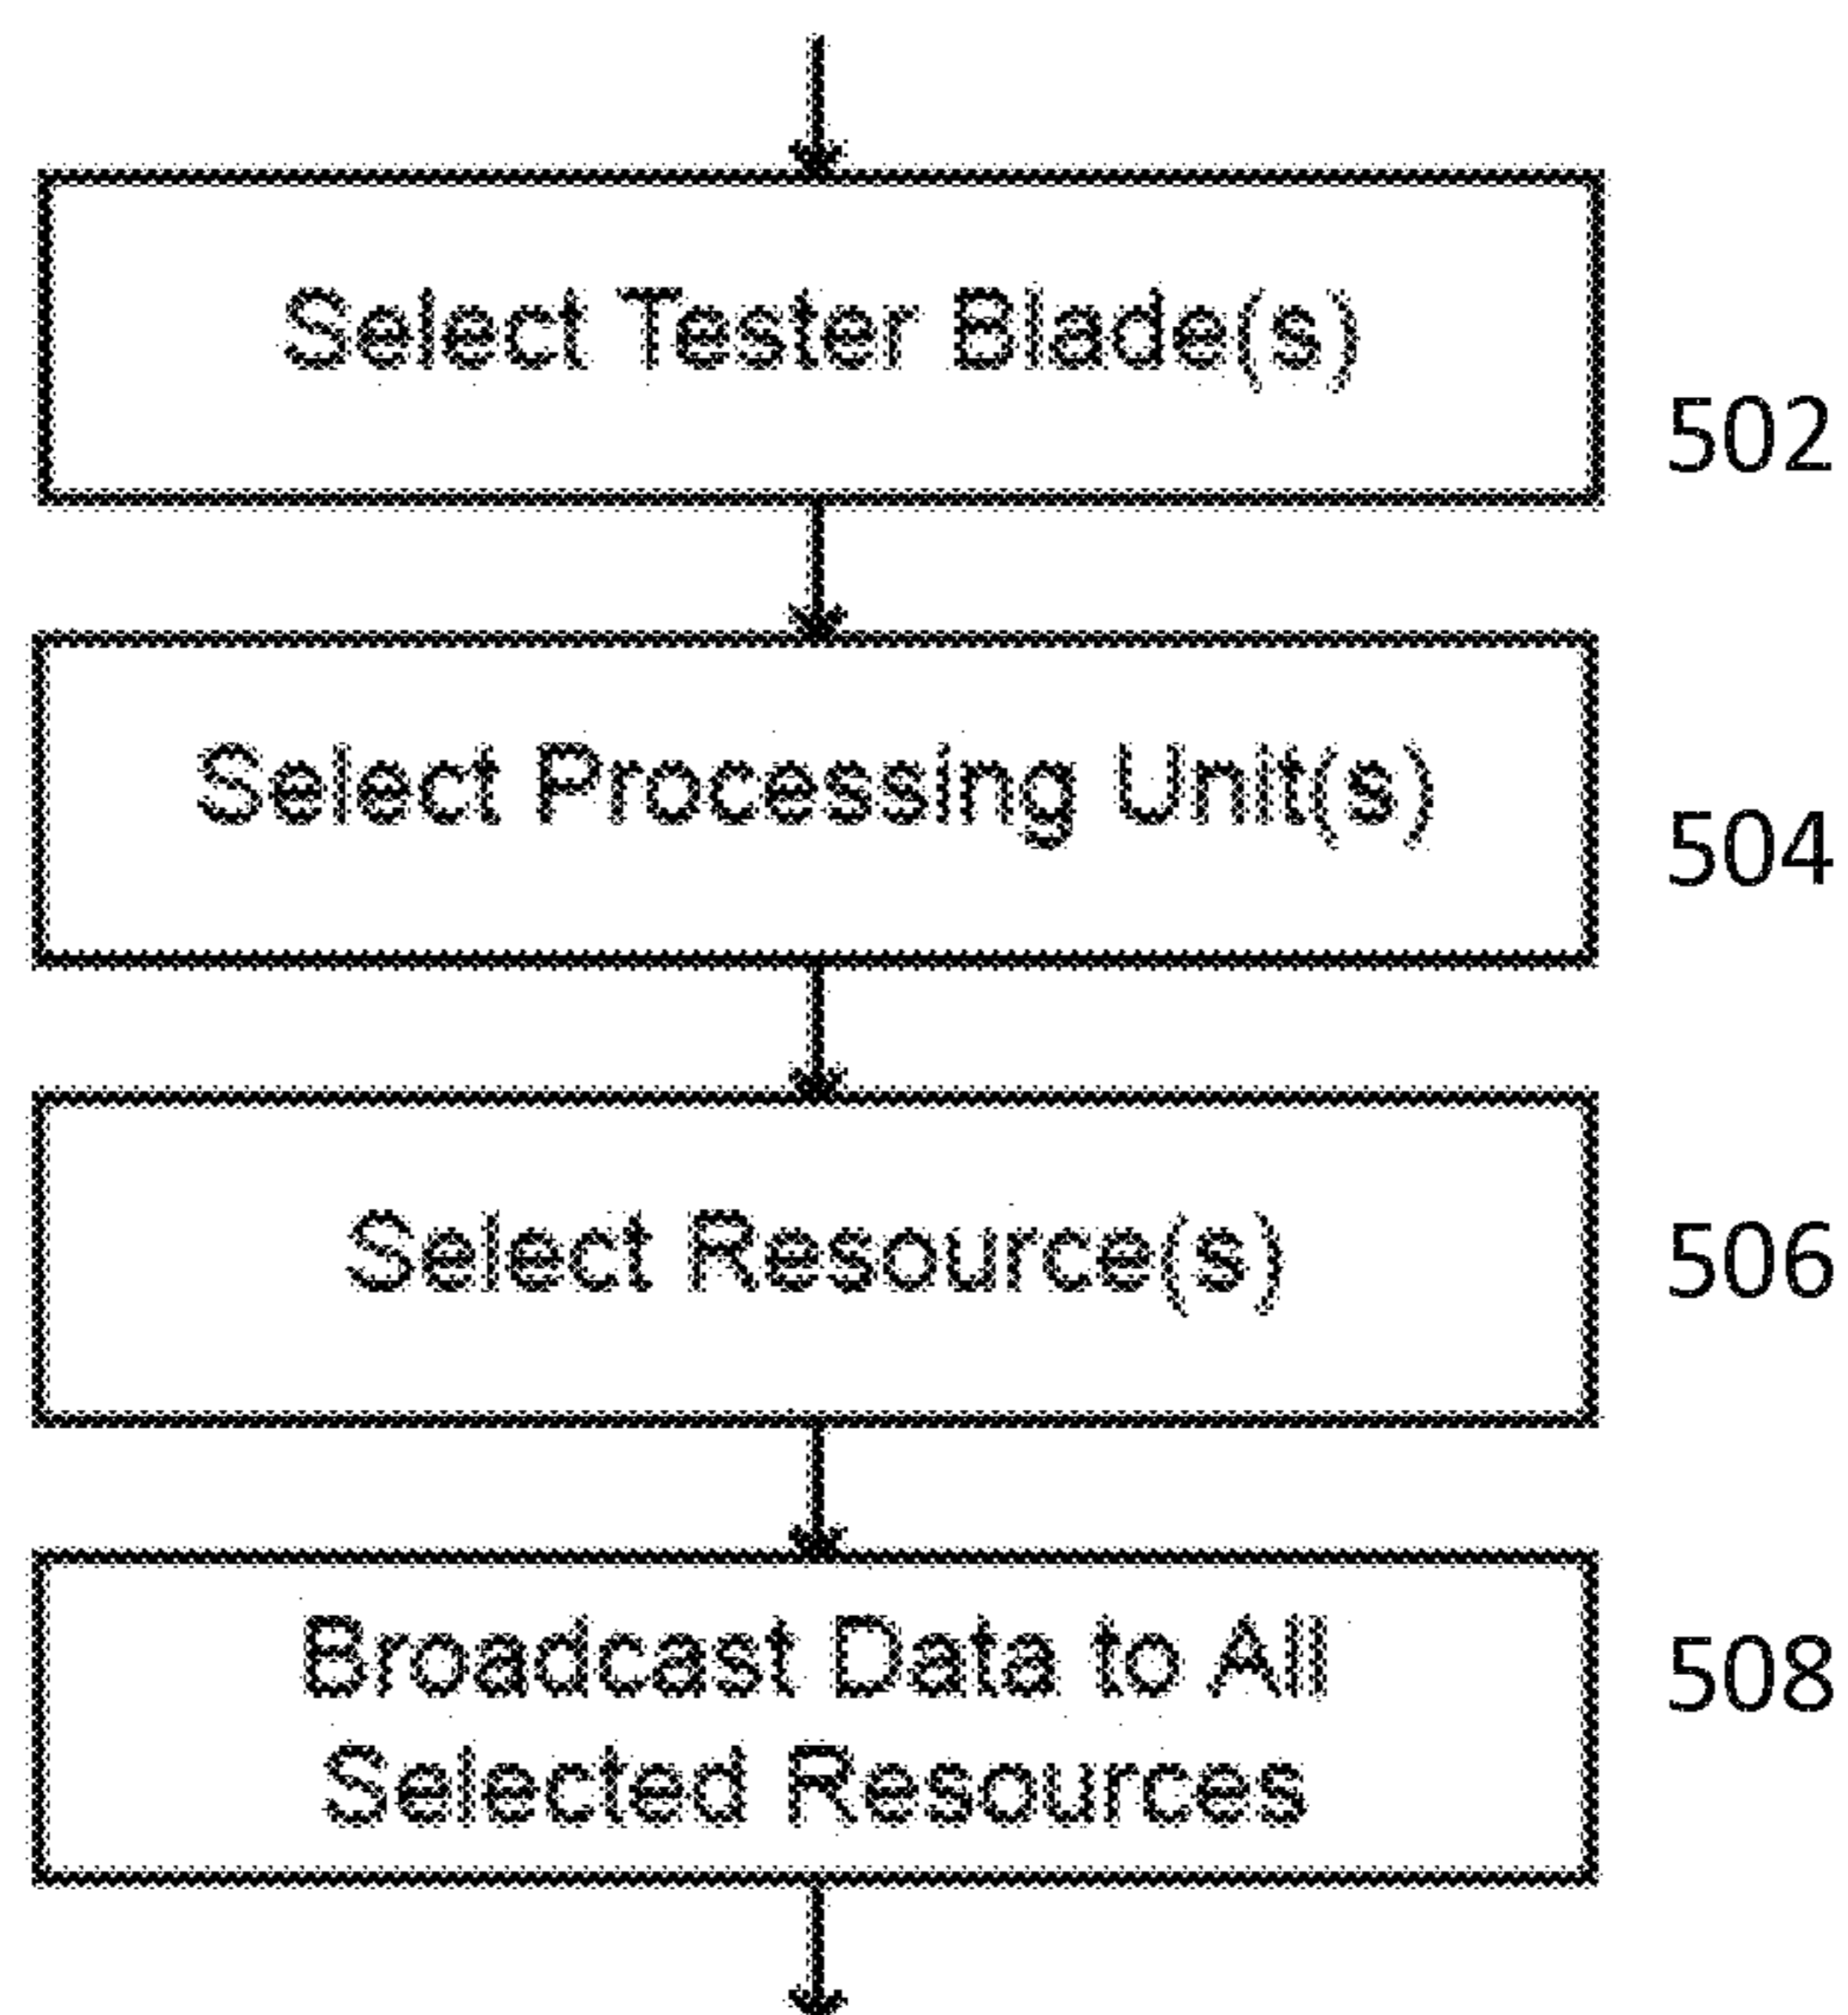 Select Tester Blade(s)
502
Select Processing Unit(s)
504
Select Resource(s)
506
Broadcast Data to All
Selected Resources
508